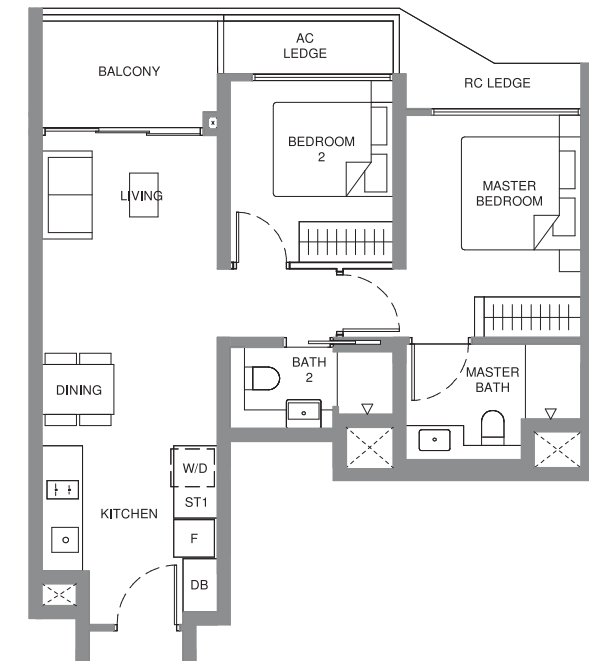 AC
LEDGE
BALCONY
RC LEDGE
BEDROOM
2
LIVING
MASTER
BEDROOM
BATH
2
MASTER
BATH
DINING
W/D
ST1
KITCHEN
F
DB